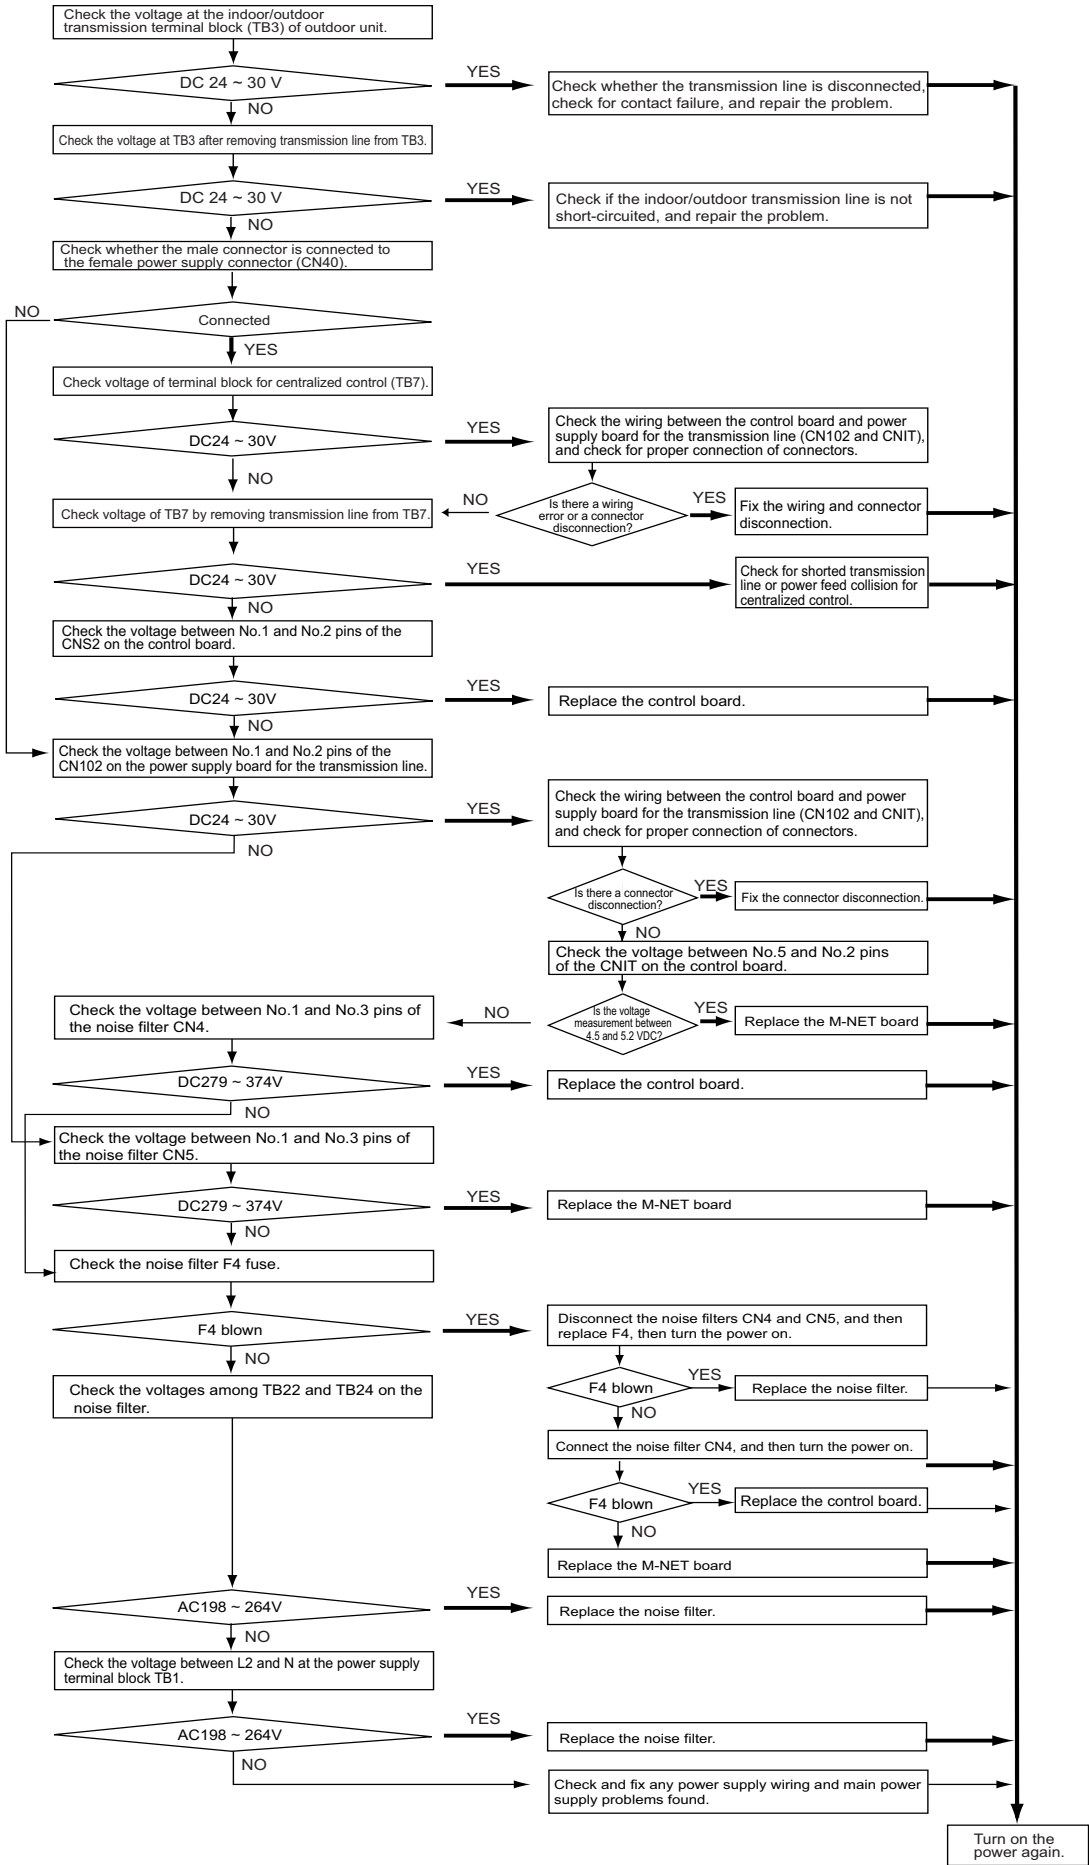 Check the voltage at the indoor/outdoor
transmission terminal block (TB3) of outdoor unit.
DC 24 ~ 30 V
YES
Check whether the transmission line is disconnected,
check for contact failure, and repair the problem.
NO
Check the voltage at TB3 after removing transmission line from TB3.
DC 24 ~ 30 V
YES
Check if the indoor/outdoor transmission line is not
short-circuited, and repair the problem.
NO
Check whether the male connector is connected to
the female power supply connector (CN40).
NO
Connected
YES
Check voltage of terminal block for centralized control (TB7).
DC24 ~ 30V
YES
Check the wiring between the control board and power
supply board for the transmission line (CN102 and CNIT),
and check for proper connection of connectors.
NO
Check voltage of TB7 by removing transmission line from TB7.
NO
Is there a wiring
error or a connector
disconnection?
YES
Fix the wiring and connector
disconnection.
DC24 ~ 30V
YES
Check for shorted transmission
line or power feed collision for
centralized control.
NO
Check the voltage between No.1 and No.2 pins of the
CNS2 on the control board.
DC24 ~ 30V
YES
Replace the control board.
NO
Check the voltage between No.1 and No.2 pins of the
CN102 on the power supply board for the transmission line.
DC24 ~ 30V
YES
Check the wiring between the control board and power
supply board for the transmission line (CN102 and CNIT),
and check for proper connection of connectors.
NO
Is there a connector
disconnection?
YES
Fix the connector disconnection.
NO
Check the voltage between No.5 and No.2 pins
of the CNIT on the control board.
Check the voltage between No.1 and No.3 pins of
the noise filter CN4.
NO
Is the voltage
measurement between
4.5 and 5.2 VDC?
YES
Replace the M-NET board
DC279 ~ 374V
YES
Replace the control board.
NO
Check the voltage between No.1 and No.3 pins of
the noise filter CN5.
DC279 ~ 374V
YES
Replace the M-NET board
NO
Check the noise filter F4 fuse.
F4 blown
YES
Disconnect the noise filters CN4 and CN5, and then
replace F4, then turn the power on.
NO
Check the voltages among TB22 and TB24 on the
noise filter.
F4 blown
YES
Replace the noise filter.
NO
Connect the noise filter CN4, and then turn the power on.
F4 blown
YES
Replace the control board.
NO
Replace the M-NET board
AC198 ~ 264V
YES
Replace the noise filter.
NO
Check the voltage between L2 and N at the power supply
terminal block TB1.
AC198 ~ 264V
YES
Replace the noise filter.
NO
Check and fix any power supply wiring and main power
supply problems found.
Turn on the
power again.